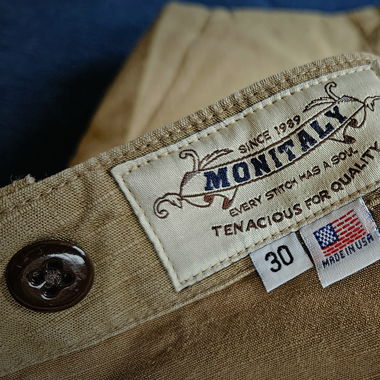 SINCE 1989
MONITALY
EVERY STITCH HAS A SOUL
TENACIOUS FOR QUALITY
30
MADE IN USA